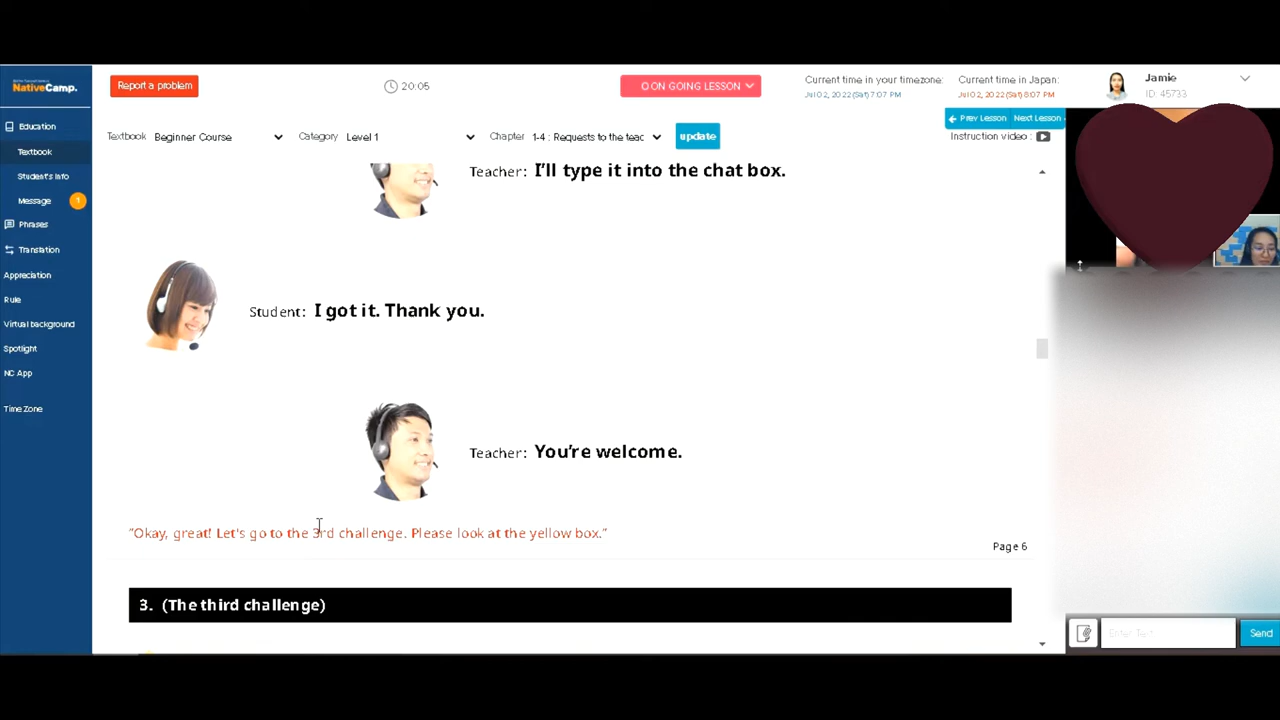 NativeCamp.
Report a problem
20:05
ON GOING LESSON
Current time in your timezone:
Jul 02, 2022 (Sat) 7:07 PM
Current time in Japan:
Jul 02, 2022 (Sat) 8:07 PM
Jamie
ID: 45733
Education
Textbook
Student's Info
Message 1
Phrases
Translation
Appreciation
Rule
Virtual background
Spotlight
NC App
Time Zone
Textbook Beginner Course Category Level 1 Chapter 1-4 : Requests to the teac update
Prev Lesson Next Lesson
Instruction video :
Teacher: I'll type it into the chat box.
Student: I got it. Thank you.
Teacher: You're welcome.
"Okay, great! Let's go to the 3rd challenge. Please look at the yellow box."
Page 6
3. (The third challenge)
Enter Text
Send